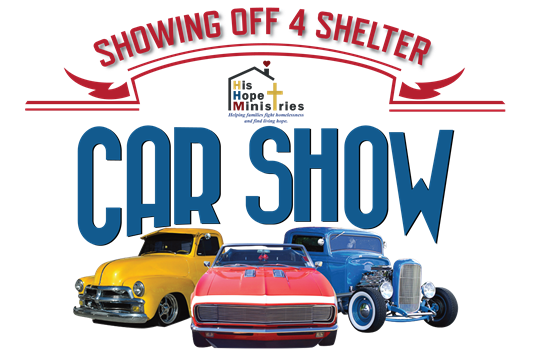 SHOWING OFF 4 SHELTER
His
Hope
Ministries
Helping families fight homelessness
and find living hope.
CAR SHOW